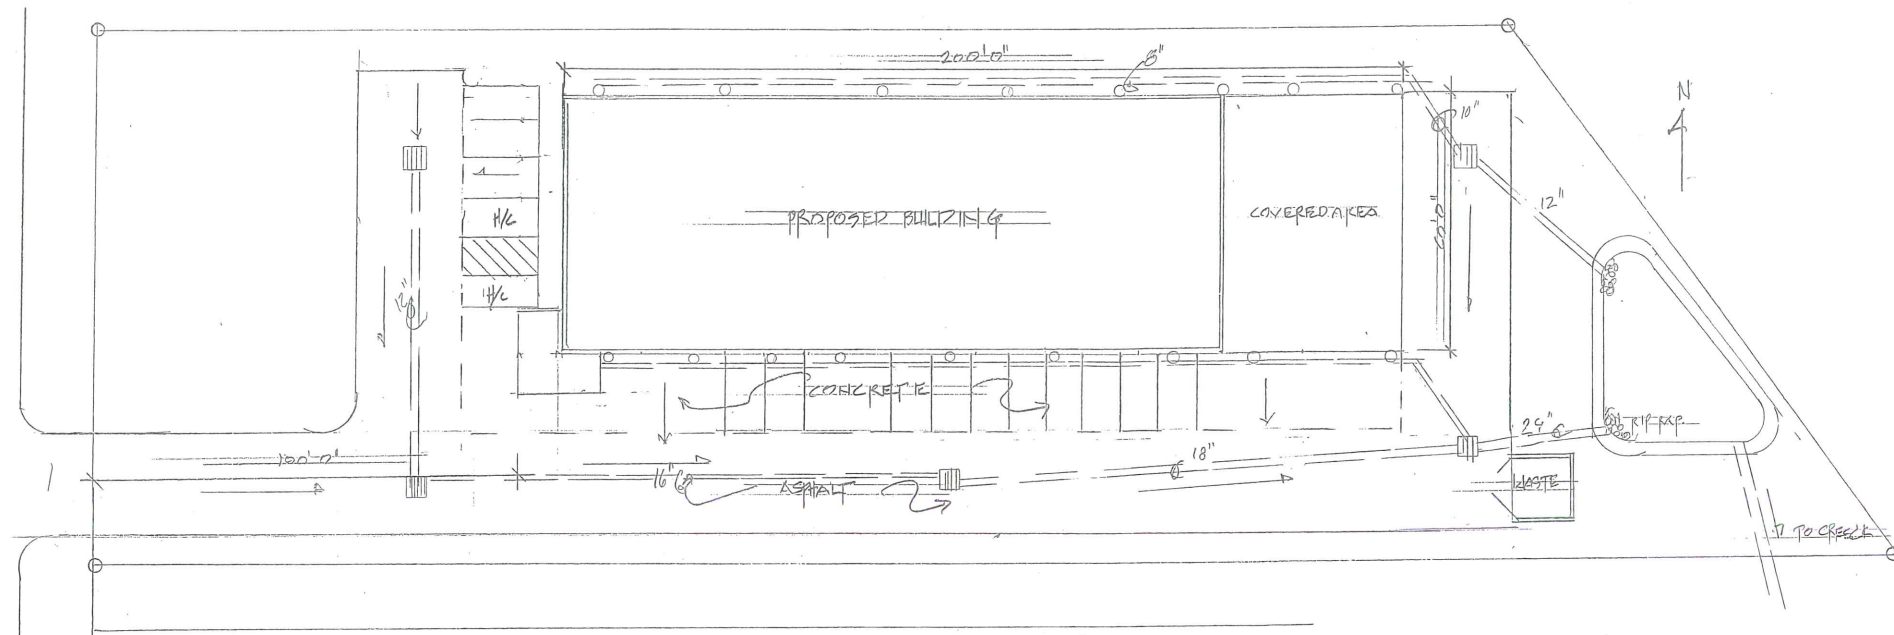 200'0"
8"
N
10"
12"
H/C
PROPOSED BUILDING
COVERED AREA
60'0"
H/C
12"
CONCRETE
24"
RIP-RAP
18"
100'-0"
16"
ASPHALT
WASTE
TO CREEK